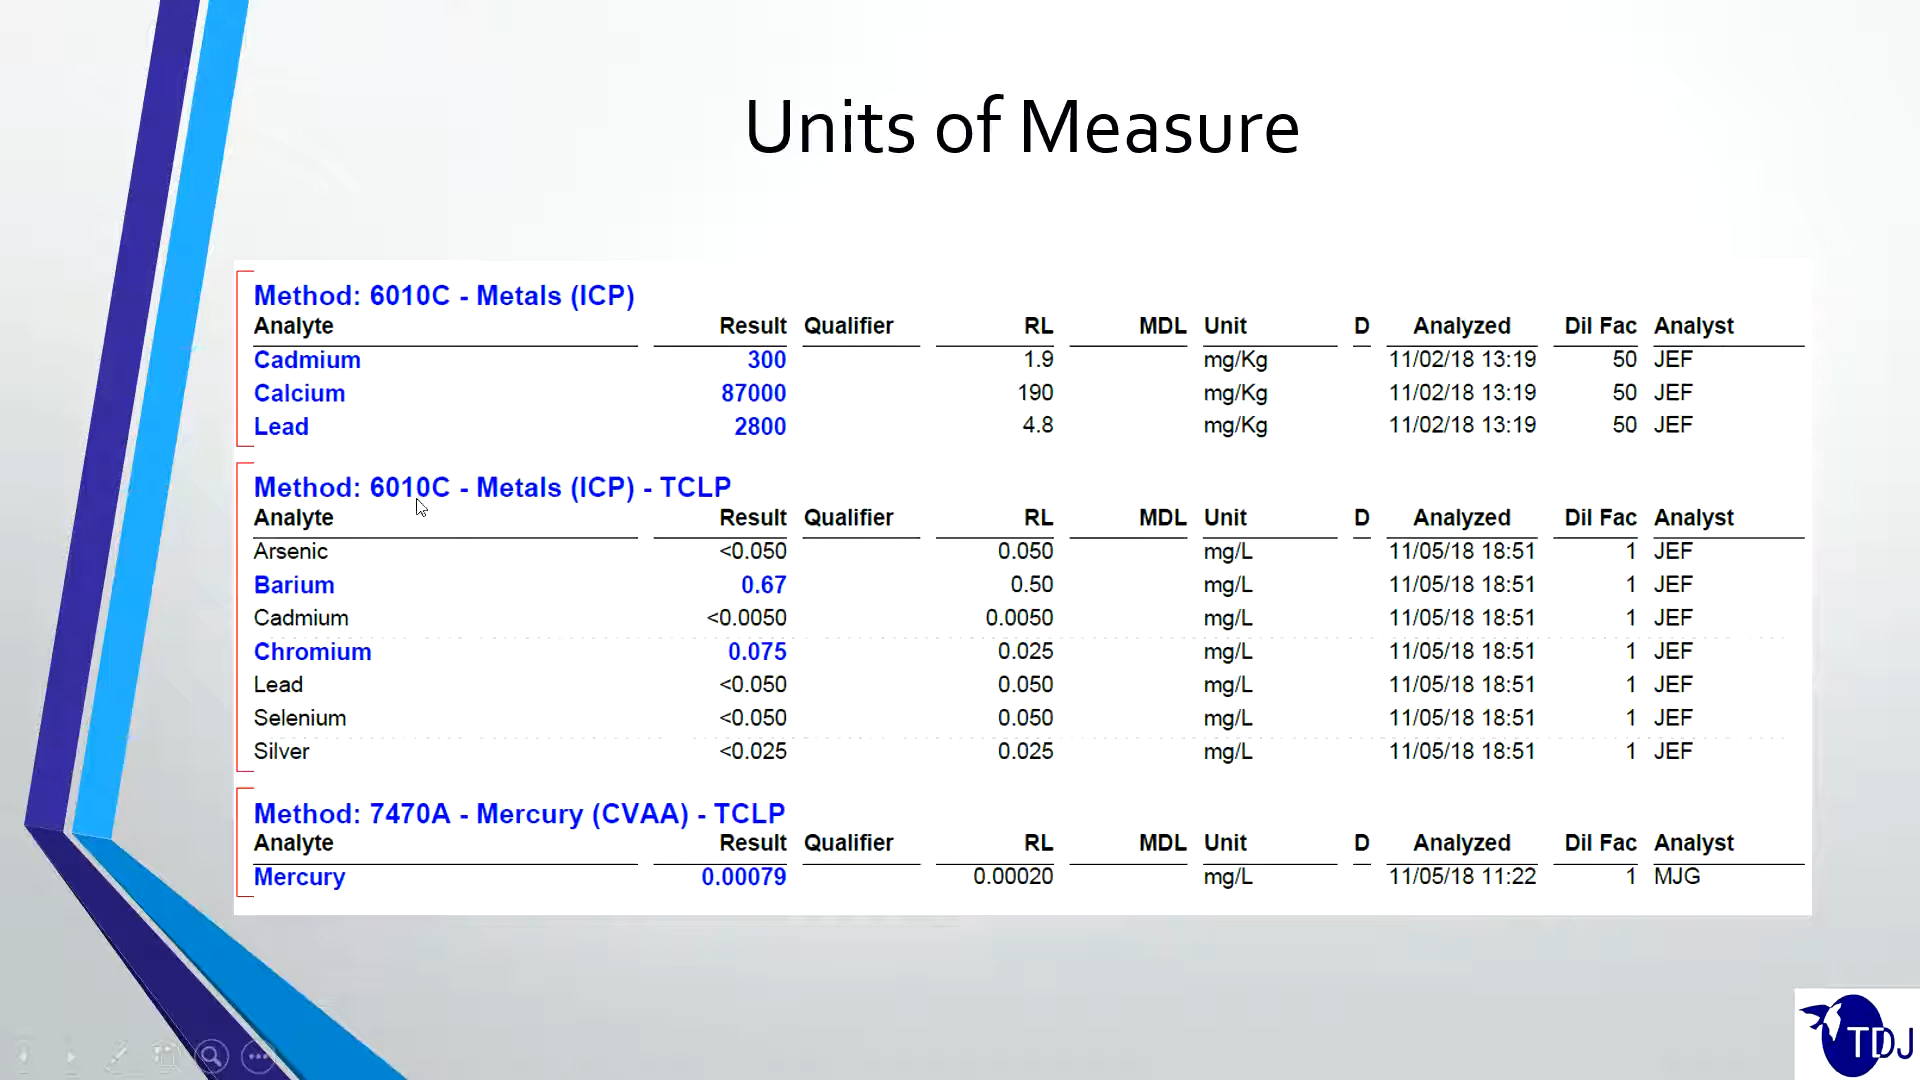 Units of Measure
Method: 6010C - Metals (ICP)
Analyte Result Qualifier RL MDL Unit D Analyzed Dil Fac Analyst
Cadmium 300 1.9 mg/Kg 11/02/18 13:19 50 JEF
Calcium 87000 190 mg/Kg 11/02/18 13:19 50 JEF
Lead 2800 4.8 mg/Kg 11/02/18 13:19 50 JEF
Method: 6010C - Metals (ICP) - TCLP
Analyte Result Qualifier RL MDL Unit D Analyzed Dil Fac Analyst
Arsenic <0.050 0.050 mg/L 11/05/18 18:51 1 JEF
Barium 0.67 0.50 mg/L 11/05/18 18:51 1 JEF
Cadmium <0.0050 0.0050 mg/L 11/05/18 18:51 1 JEF
Chromium 0.075 0.025 mg/L 11/05/18 18:51 1 JEF
Lead <0.050 0.050 mg/L 11/05/18 18:51 1 JEF
Selenium <0.050 0.050 mg/L 11/05/18 18:51 1 JEF
Silver <0.025 0.025 mg/L 11/05/18 18:51 1 JEF
Method: 7470A - Mercury (CVAA) - TCLP
Analyte Result Qualifier RL MDL Unit D Analyzed Dil Fac Analyst
Mercury 0.00079 0.00020 mg/L 11/05/18 11:22 1 MJG
TDJ